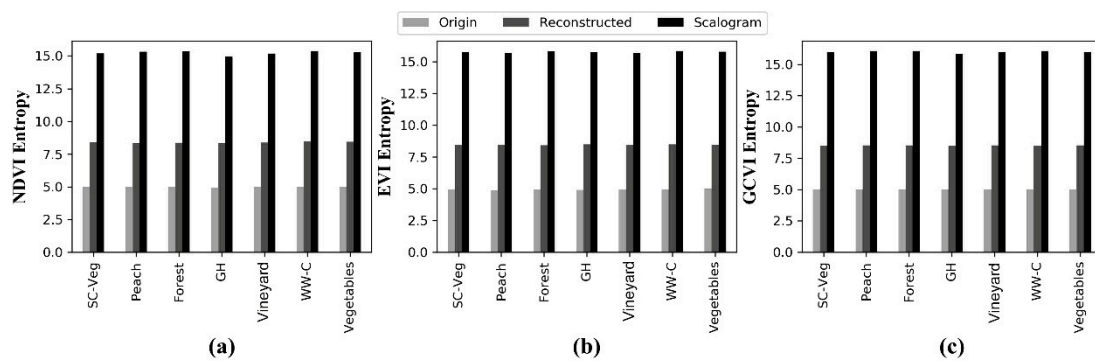 Origin Reconstructed Scalogram
NDVI Entropy
15.0
12.5
10.0
7.5
5.0
2.5
0.0
SC-Veg
Peach
Forest
GH
Vineyard
WW-C
Vegetables
(a)
EVI Entropy
15.0
12.5
10.0
7.5
5.0
2.5
0.0
SC-Veg
Peach
Forest
GH
Vineyard
WW-C
Vegetables
(b)
GCVI Entropy
15.0
12.5
10.0
7.5
5.0
2.5
0.0
SC-Veg
Peach
Forest
GH
Vineyard
WW-C
Vegetables
(c)